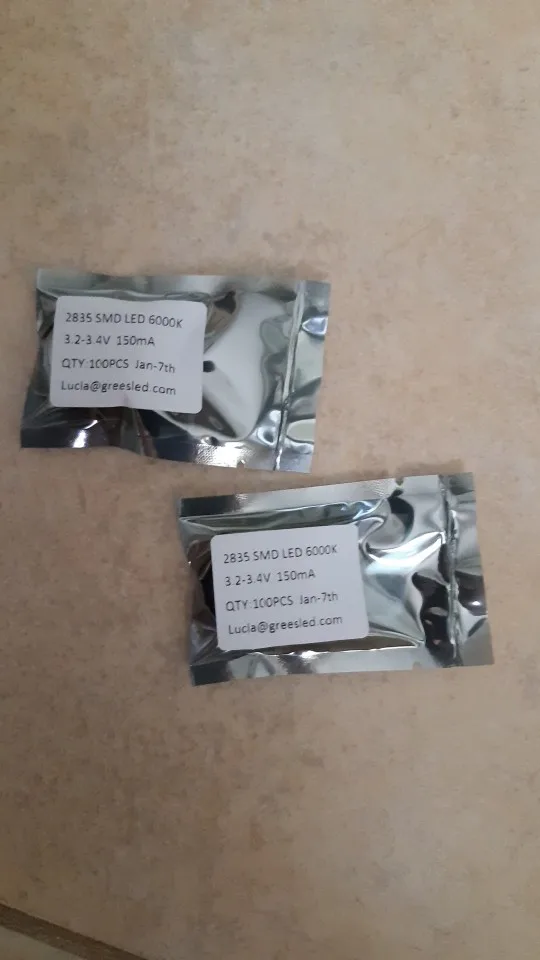 2835 SMD LED 6000K
3.2-3.4V 150mA
QTY:100PCS Jan-7th
Lucia@greesled.com
2835 SMD LED 6000K
3.2-3.4V 150mA
QTY:100PCS Jan-7th
Lucia@greesled.com